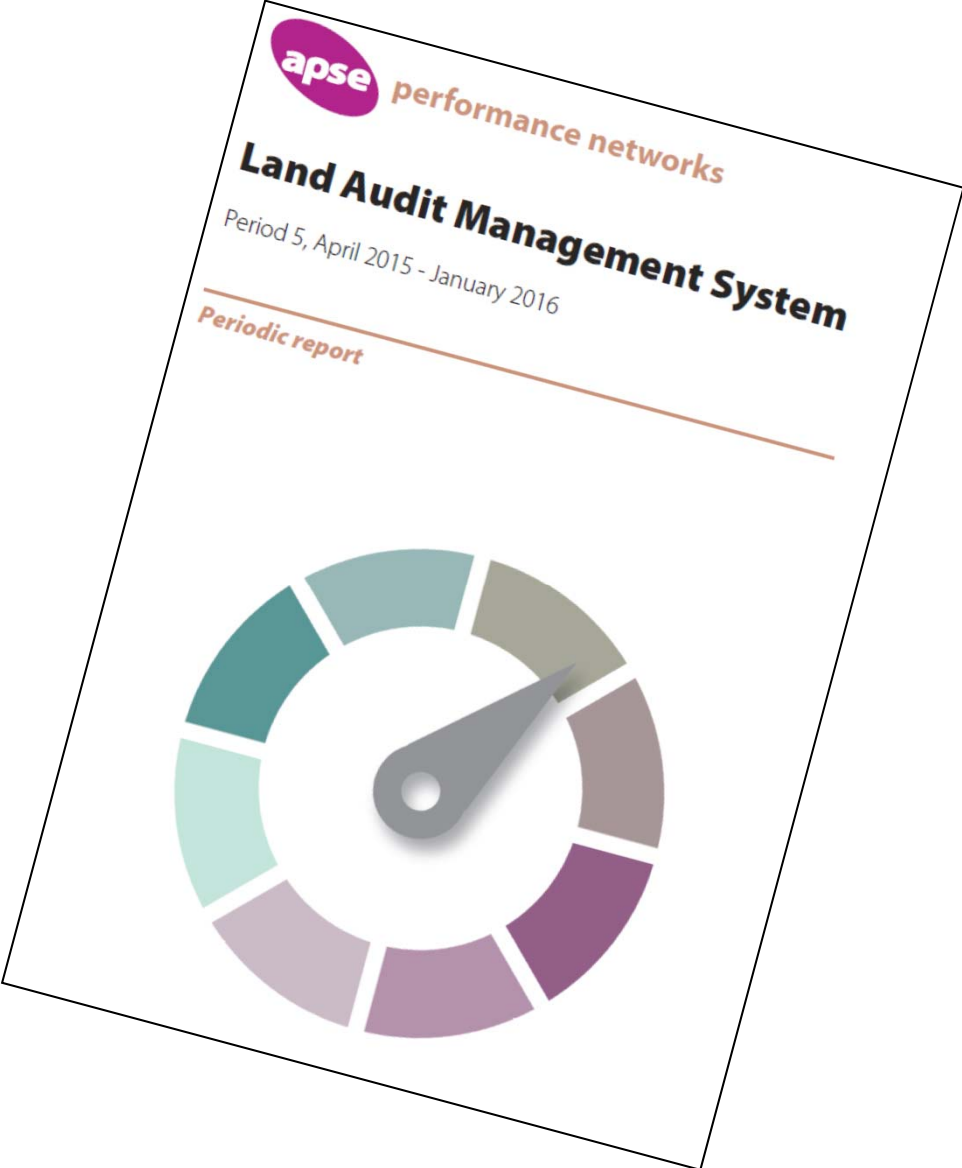 apse
performance networks
Land Audit Management System
Period 5, April 2015 - January 2016
Periodic report